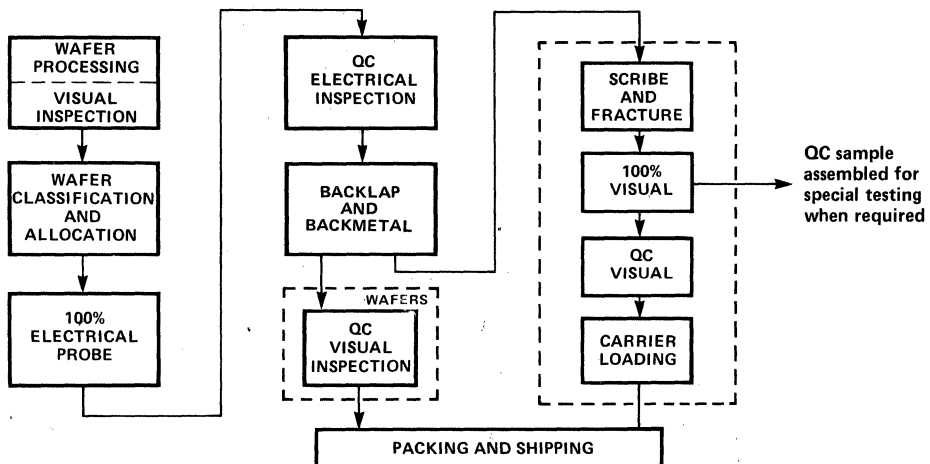 WAFER
PROCESSING
VISUAL
INSPECTION
WAFER
CLASSIFICATION
AND
ALLOCATION
100%
ELECTRICAL
PROBE
QC
ELECTRICAL
INSPECTION
BACKLAP
AND
BACKMETAL
WAFERS
QC
VISUAL
INSPECTION
SCRIBE
AND
FRACTURE
100%
VISUAL
QC
VISUAL
CARRIER
LOADING
QC sample
assembled for
special testing
when required
PACKING AND SHIPPING